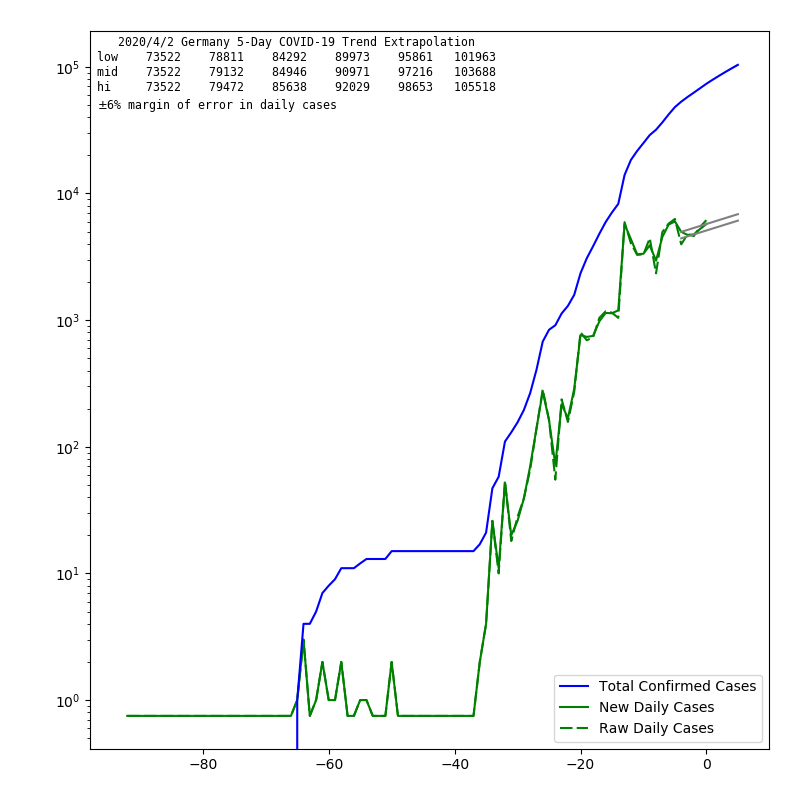 2020/4/2 Germany 5-Day COVID-19 Trend Extrapolation
low 73522 78811 84292 89973 95861 101963
mid 73522 79132 84946 90971 97216 103688
hi 73522 79472 85638 92029 98653 105518
±6% margin of error in daily cases
10⁵
10⁴
10³
10²
10¹
10⁰
Total Confirmed Cases
New Daily Cases
Raw Daily Cases
−80 −60 −40 −20 0